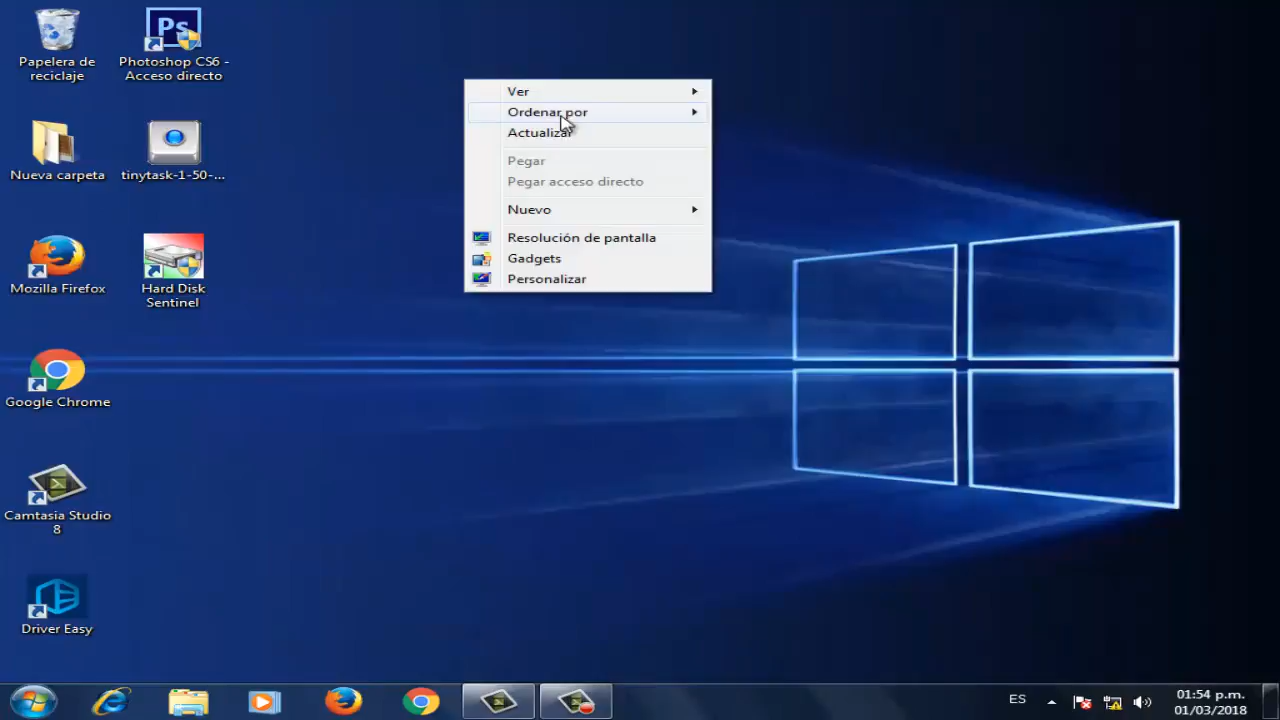 Ps
Papelera de
reciclaje
Photoshop CS6 -
Acceso directo
Nueva carpeta
tinytask-1-50-...
Mozilla Firefox
Hard Disk
Sentinel
Google Chrome
Camtasia Studio
8
Driver Easy
Ver
Ordenar por
Actualizar
Pegar
Pegar acceso directo
Nuevo
Resolución de pantalla
Gadgets
Personalizar
ES
01:54 p.m.
01/03/2018